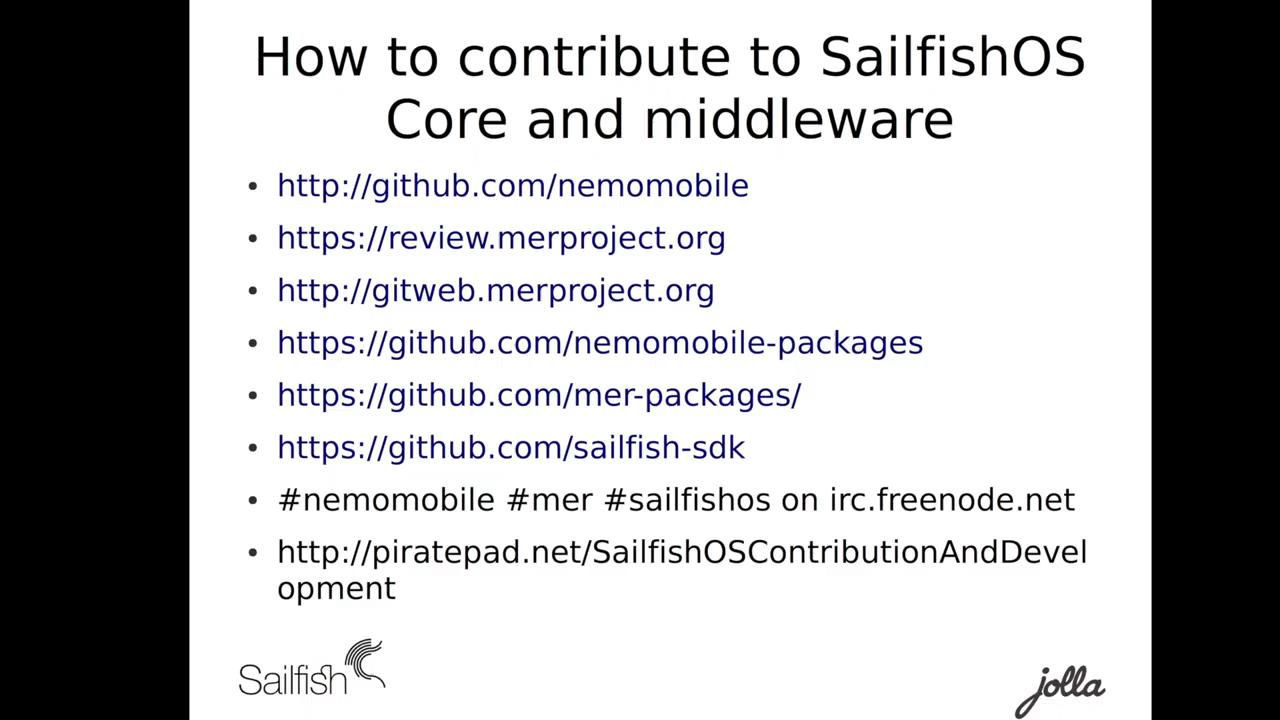 How to contribute to SailfishOS
Core and middleware
• http://github.com/nemomobile
• https://review.merproject.org
• http://gitweb.merproject.org
• https://github.com/nemomobile-packages
• https://github.com/mer-packages/
• https://github.com/sailfish-sdk
• #nemomobile #mer #sailfishos on irc.freenode.net
• http://piratepad.net/SailfishOSContributionAndDevel
opment
Sailfish
jolla